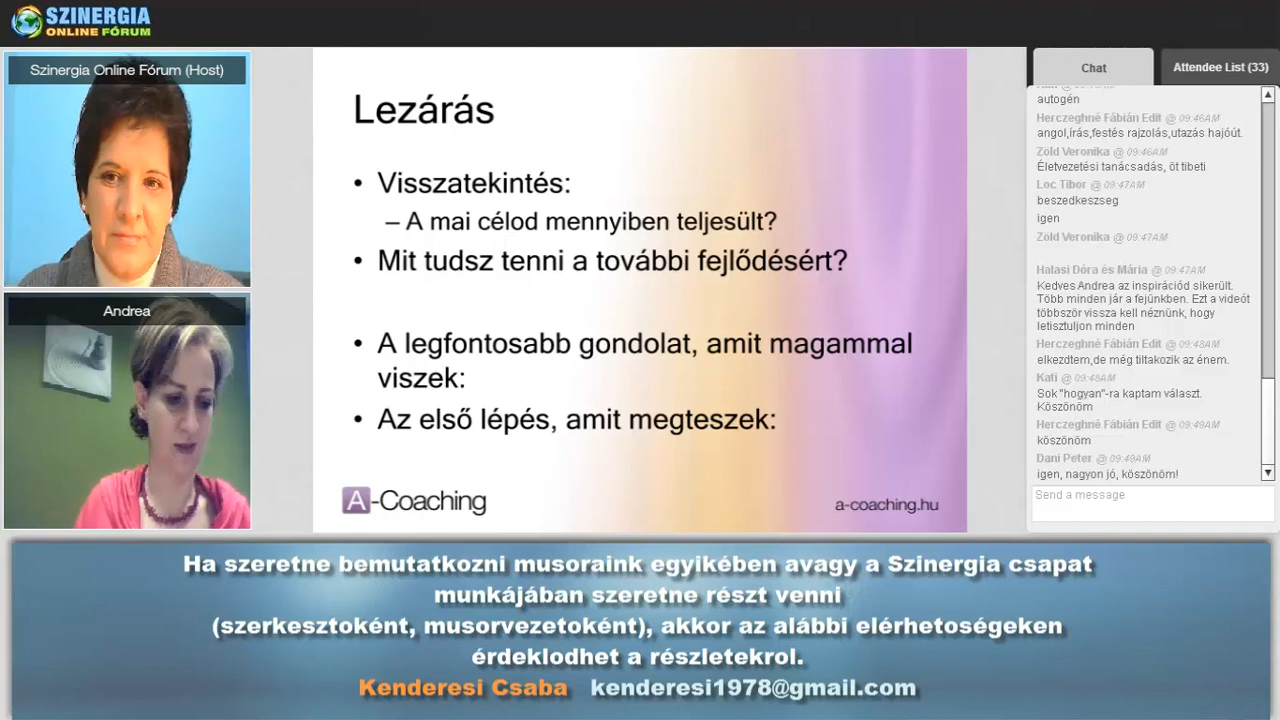 SZINERGIA
ONLINE FÓRUM
Szinergia Online Fórum (Host)
Andrea
Lezárás
• Visszatekintés:
– A mai célod mennyiben teljesült?
• Mit tudsz tenni a további fejlődésért?
• A legfontosabb gondolat, amit magammal
viszek:
• Az első lépés, amit megteszek:
A-Coaching
a-coaching.hu
Chat
Attendee List (33)
autogén
Herczeghné Fábián Edit @ 09:46AM
angol,írás,festés rajzolás,utazás hajóút.
Zöld Veronika @ 09:46AM
Életvezetési tanácsadás, öt tibeti
Loc Tibor @ 09:47AM
beszedkeszseg
igen
Zöld Veronika @ 09:47AM
Halasi Dóra és Mária @ 09:47AM
Kedves Andrea az inspirációd sikerült.
Több minden jár a fejünkben. Ezt a videót
többször vissza kell néznünk, hogy
letisztuljon minden
Herczeghné Fábián Edit @ 09:48AM
elkezdtem,de még tiltakozik az énem.
Kati @ 09:48AM
Sok "hogyan"-ra kaptam választ.
Köszönöm
Herczeghné Fábián Edit @ 09:49AM
köszönöm
Dani Peter @ 09:49AM
igen, nagyon jó, köszönöm!
Send a message
Ha szeretne bemutatkozni musoraink egyikében avagy a Szinergia csapat
munkájában szeretne részt venni
(szerkesztoként, musorvezetoként), akkor az alábbi elérhetoségeken
érdeklodhet a részletekrol.
Kenderesi Csaba kenderesi1978@gmail.com